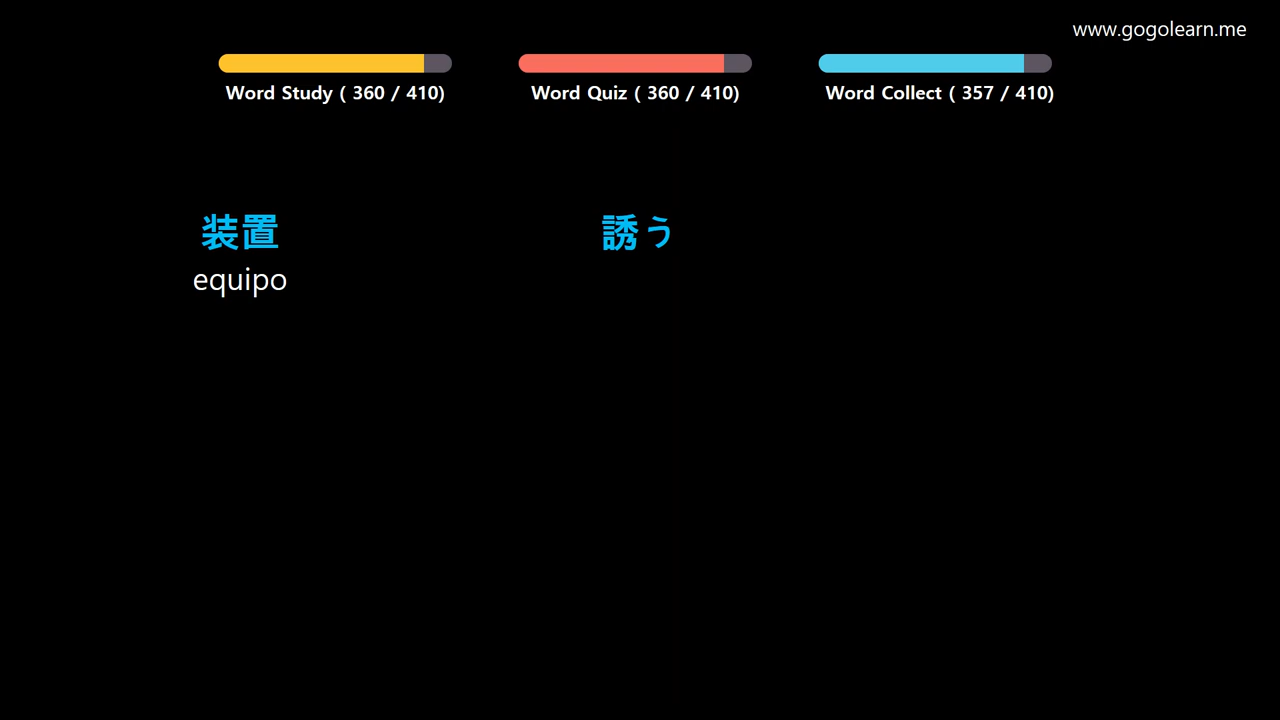 www.gogolearn.me
Word Study ( 360 / 410)
Word Quiz ( 360 / 410)
Word Collect ( 357 / 410)
装置
equipo
誘う